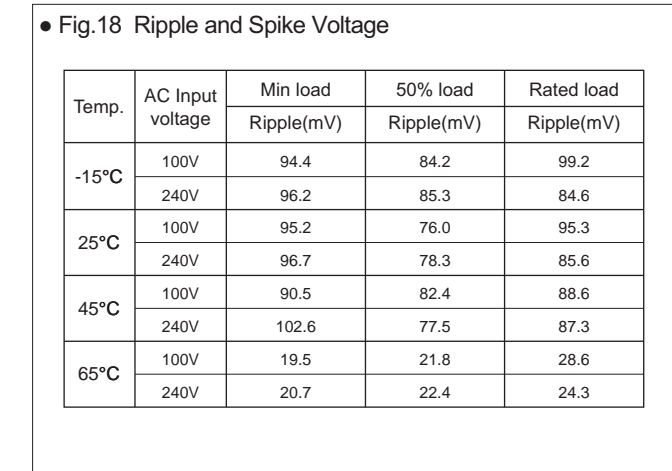 ● Fig.18 Ripple and Spike Voltage
Temp. AC Input voltage Min load 50% load Rated load
Ripple(mV) Ripple(mV) Ripple(mV)
-15°C 100V 94.4 84.2 99.2
240V 96.2 85.3 84.6
25°C 100V 95.2 76.0 95.3
240V 96.7 78.3 85.6
45°C 100V 90.5 82.4 88.6
240V 102.6 77.5 87.3
65°C 100V 19.5 21.8 28.6
240V 20.7 22.4 24.3